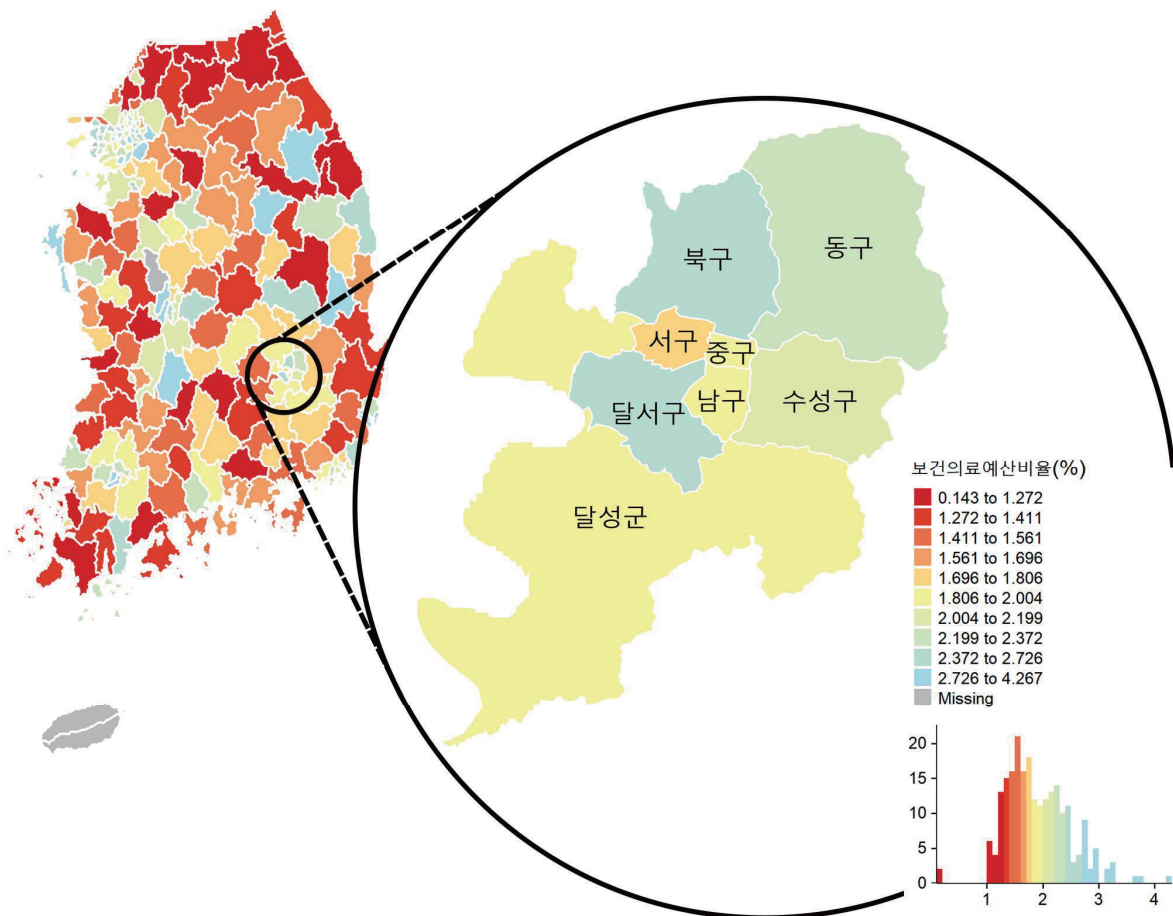 북구
동구
서구
중구
달서구
남구
수성구
달성군
보건의료예산비율(%)
0.143 to 1.272
1.272 to 1.411
1.411 to 1.561
1.561 to 1.696
1.696 to 1.806
1.806 to 2.004
2.004 to 2.199
2.199 to 2.372
2.372 to 2.726
2.726 to 4.267
Missing
20
15
10
5
0
1 2 3 4